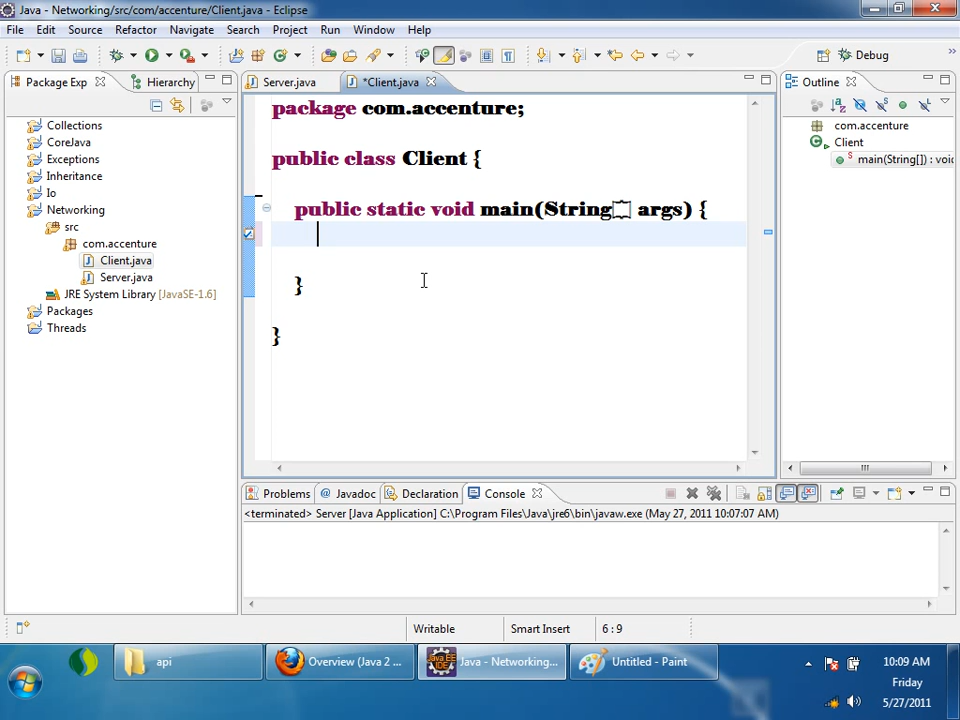 Java - Networking/src/com/accenture/Client.java - Eclipse
File Edit Source Refactor Navigate Search Project Run Window Help
Debug
Package Exp Hierarchy
Server.java *Client.java
Outline
Collections
CoreJava
Exceptions
Inheritance
Io
Networking
src
com.accenture
Client.java
Server.java
JRE System Library [JavaSE-1.6]
Packages
Threads
package com.accenture;
public class Client {
public static void main(String[] args) {
}
}
com.accenture
Client
main(String[]) : void
Problems @ Javadoc Declaration Console
<terminated> Server [Java Application] C:\Program Files\Java\jre6\bin\javaw.exe (May 27, 2011 10:07:07 AM)
Writable Smart Insert 6 : 9
api Overview (Java 2 ... Java - Networking... Untitled - Paint
10:09 AM
Friday
5/27/2011